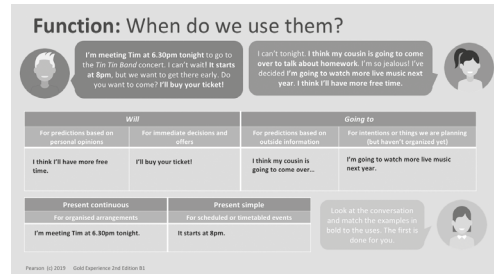 Function: When do we use them?
I'm meeting Tim at 6.30pm tonight to go to
the Tin Tin Band concert. I can't wait! It starts
at 8pm, but we want to get there early. Do
you want to come? I'll buy your ticket!
I can't tonight. I think my cousin is going to come
over to talk about homework. I'm so jealous! I've
decided I'm going to watch more live music next
year. I think I'll have more free time.
Will
Going to
For predictions based on
personal opinions
For immediate decisions and
offers
For predictions based on
outside information
For intentions or things we are planning
(but haven't organized yet)
I think I'll have more free
time.
I'll buy your ticket!
I think my cousin is
going to come over...
I'm going to watch more live music
next year.
Present continuous
Present simple
For organised arrangements
For scheduled or timetabled events
I'm meeting Tim at 6.30pm tonight.
It starts at 8pm.
Look at the conversation
and match the examples in
bold to the uses. The first is
done for you.
Pearson (c) 2019 Gold Experience 2nd Edition B1